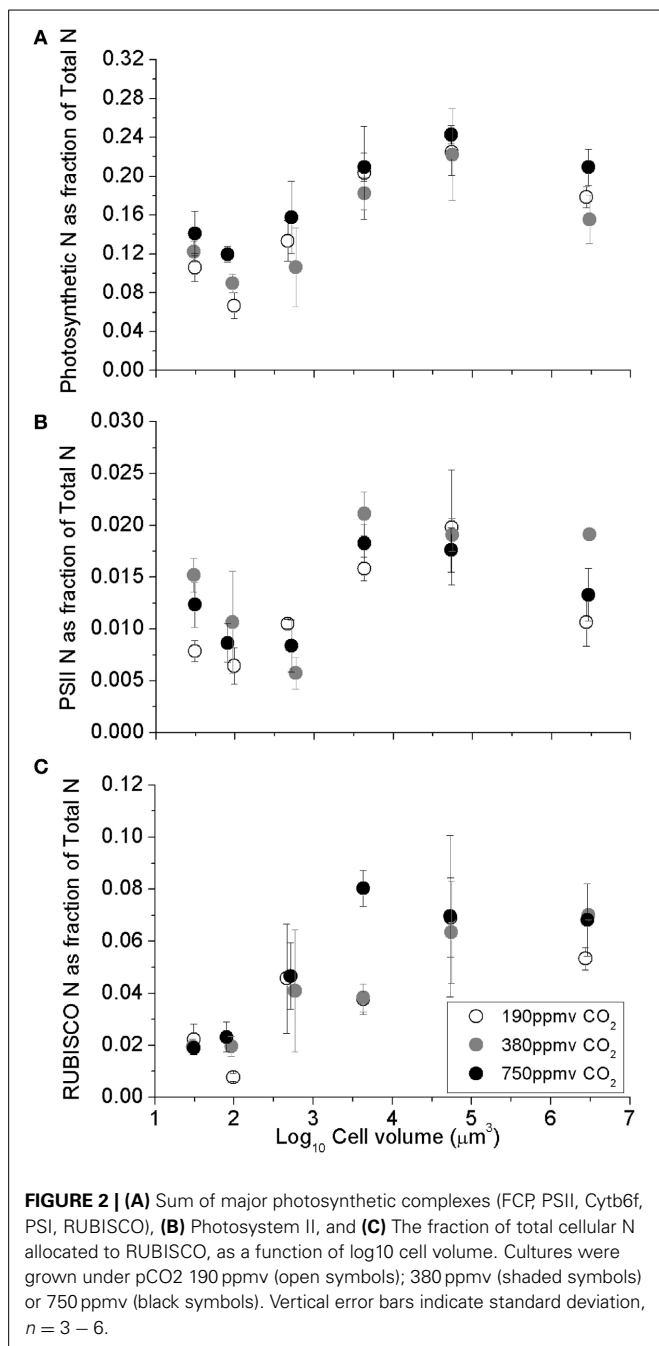 A
Photosynthetic N as fraction of Total N
0.32
0.28
0.24
0.20
0.16
0.12
0.08
0.04
0.00
B
PSII N as fraction of Total N
0.030
0.025
0.020
0.015
0.010
0.005
0.000
C
RUBISCO N as fraction of Total N
0.12
0.10
0.08
0.06
0.04
0.02
0.00
190ppmv CO₂
380ppmv CO₂
750ppmv CO₂
1 2 3 4 5 6 7
Log₁₀ Cell volume (μm³)
FIGURE 2 | (A) Sum of major photosynthetic complexes (FCP, PSII, Cytb6f,
PSI, RUBISCO), (B) Photosystem II, and (C) The fraction of total cellular N
allocated to RUBISCO, as a function of log10 cell volume. Cultures were
grown under pCO2 190 ppmv (open symbols); 380 ppmv (shaded symbols)
or 750 ppmv (black symbols). Vertical error bars indicate standard deviation,
n = 3 – 6.